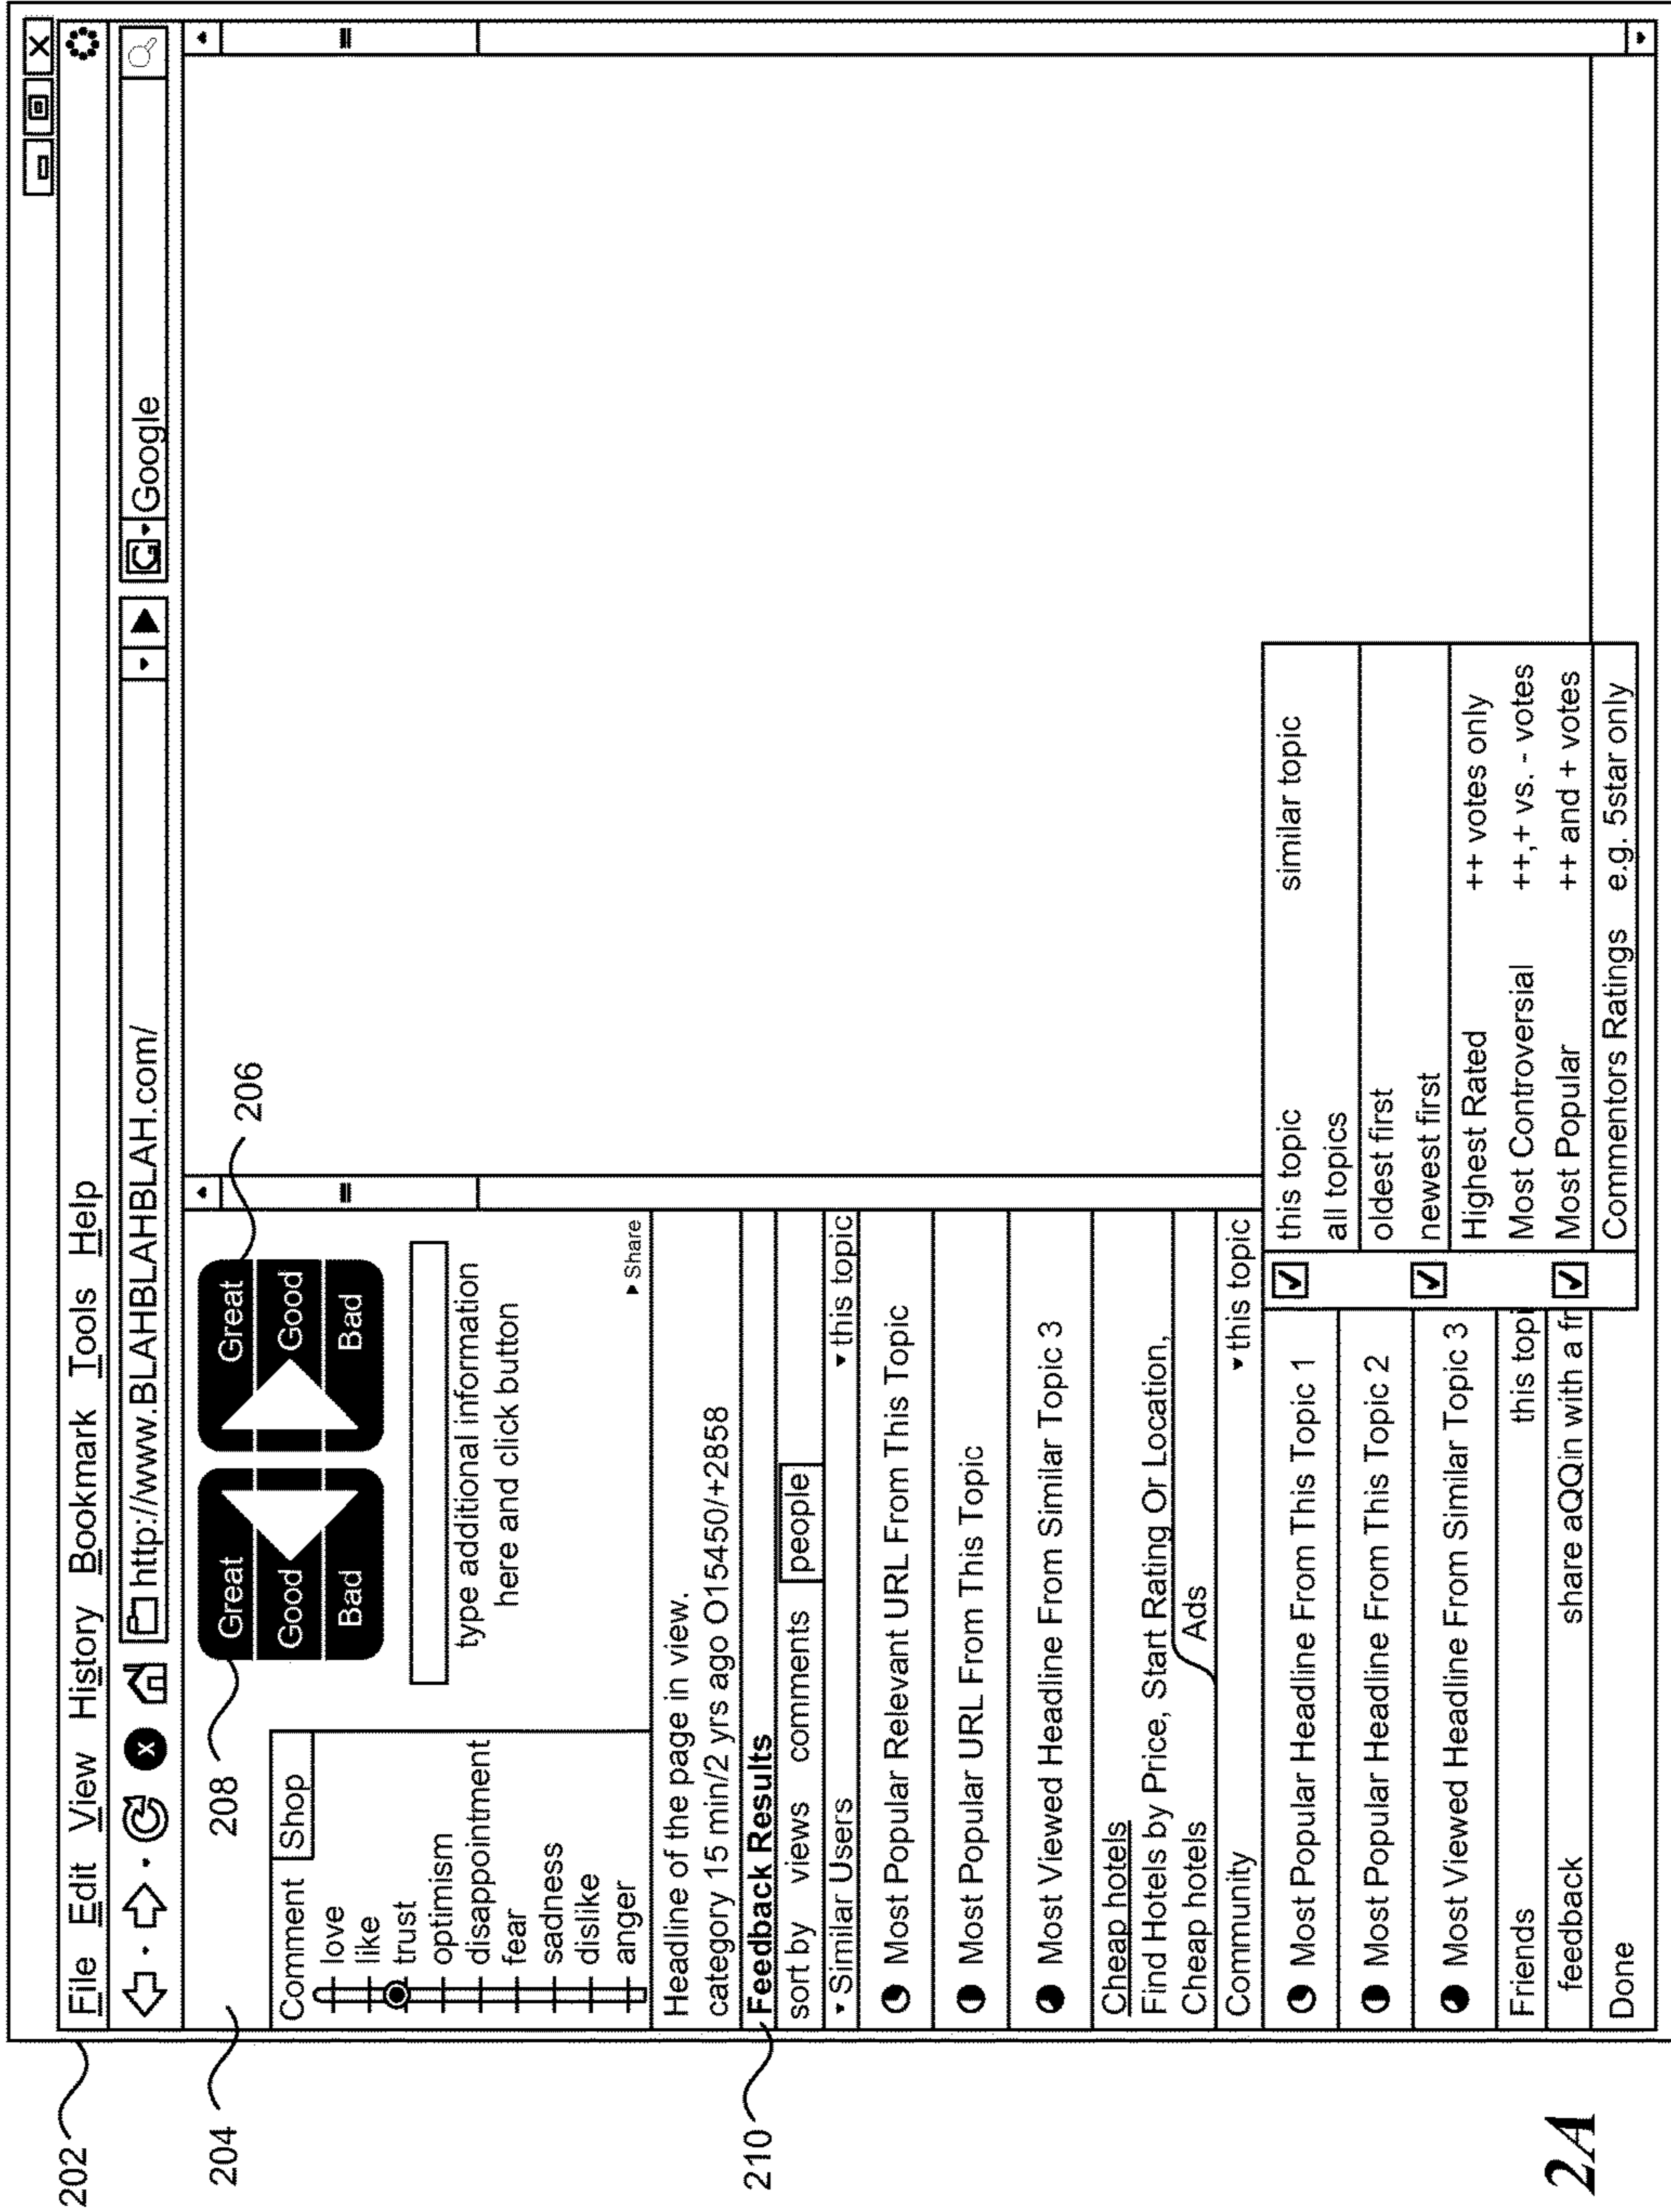 202
File Edit View History Bookmark Tools Help
http://www.BLAHBLAHBLAH.com/
G Google
204
208
206
Great Great
Good Good
Bad Bad
Comment Shop
love
like
trust
optimism
disappointment
fear
sadness
dislike
anger
type additional information
here and click button
Share
Headline of the page in view.
category 15 min/2 yrs ago O15450/+2858
210
Feedback Results
sort by views comments people
Similar Users this topic
Most Popular Relevant URL From This Topic
Most Popular URL From This Topic
Most Viewed Headline From Similar Topic 3
Cheap hotels
Find Hotels by Price, Start Rating Or Location,
Cheap hotels Ads
Community this topic
Most Popular Headline From This Topic 1
Most Popular Headline From This Topic 2
Most Viewed Headline From Similar Topic 3
Friends this topi
feedback share aQQin with a fr
Done
this topic similar topic
all topics
oldest first
newest first
Highest Rated ++ votes only
Most Controversial ++,+ vs. - votes
Most Popular ++ and + votes
Commentors Ratings e.g. 5star only
2A